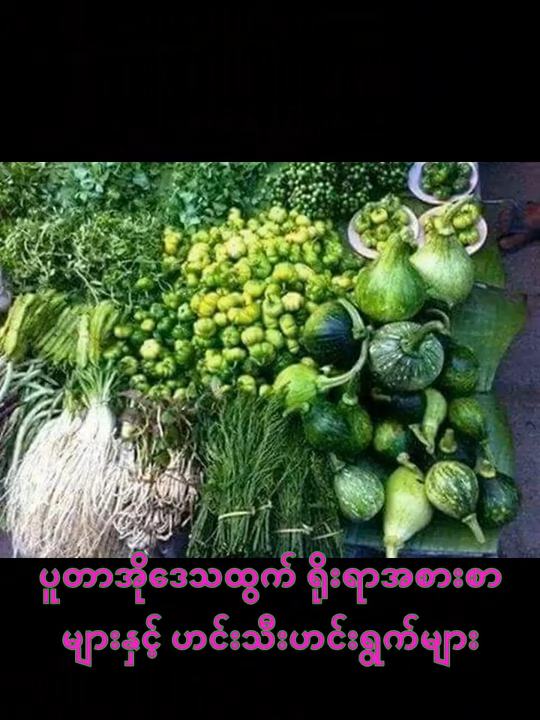 ပူတာအိုဒေသထွက် ရိုးရာအစားစာ
များနှင့် ဟင်းသီးဟင်းရွက်များ